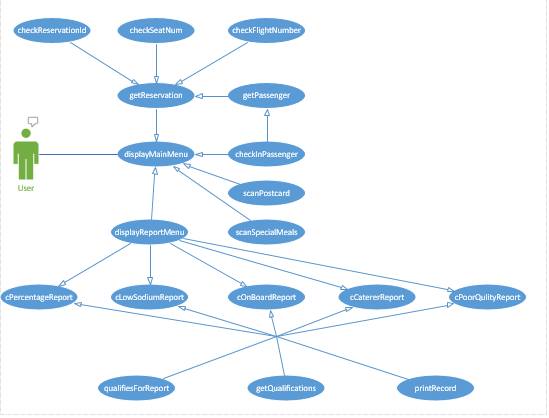 checkReservationId
checkSeatNum
checkFlightNumber
getReservation
getPassenger
displayMainMenu
checkInPassenger
User
scanPostcard
displayReportMenu
scanSpecialMeals
cPercentageReport
cLowSodiumReport
cOnBoardReport
cCatererReport
cPoorQulityReport
qualifiesForReport
getQualifications
printRecord